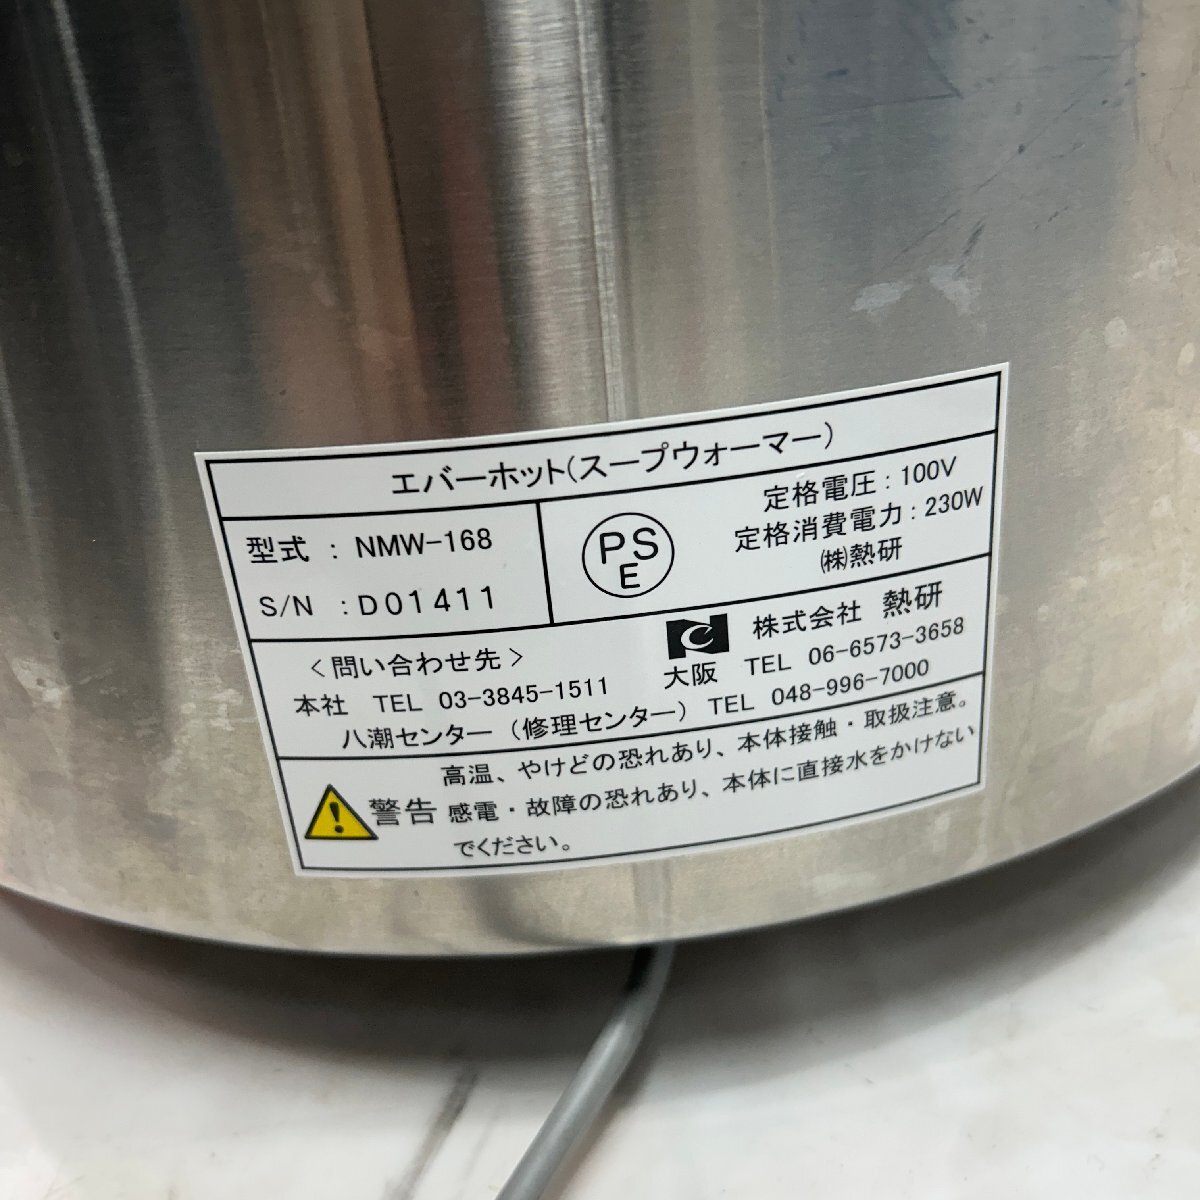 エバーホット(スープウォーマー)
型式 : NMW-168
S/N :D01411
PSE
定格電圧:100V
定格消費電力:230W
㈱熱研
<問い合わせ先>
株式会社 熱研
本社 TEL 03-3845-1511 大阪 TEL 06-6573-3658
八潮センター(修理センター) TEL 048-996-7000
警告
高温、やけどの恐れあり、本体接触・取扱注意。
感電・故障の恐れあり、本体に直接水をかけない
でください。